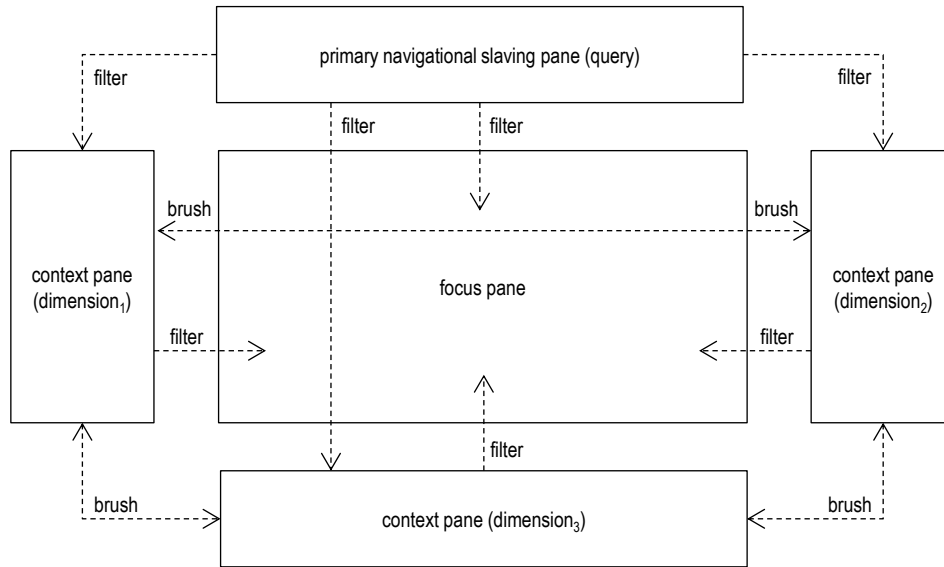 primary navigational slaving pane (query)
filter
filter
filter
filter
brush
brush
context pane
(dimension₁)
focus pane
context pane
(dimension₂)
filter
filter
filter
brush
context pane (dimension₃)
brush